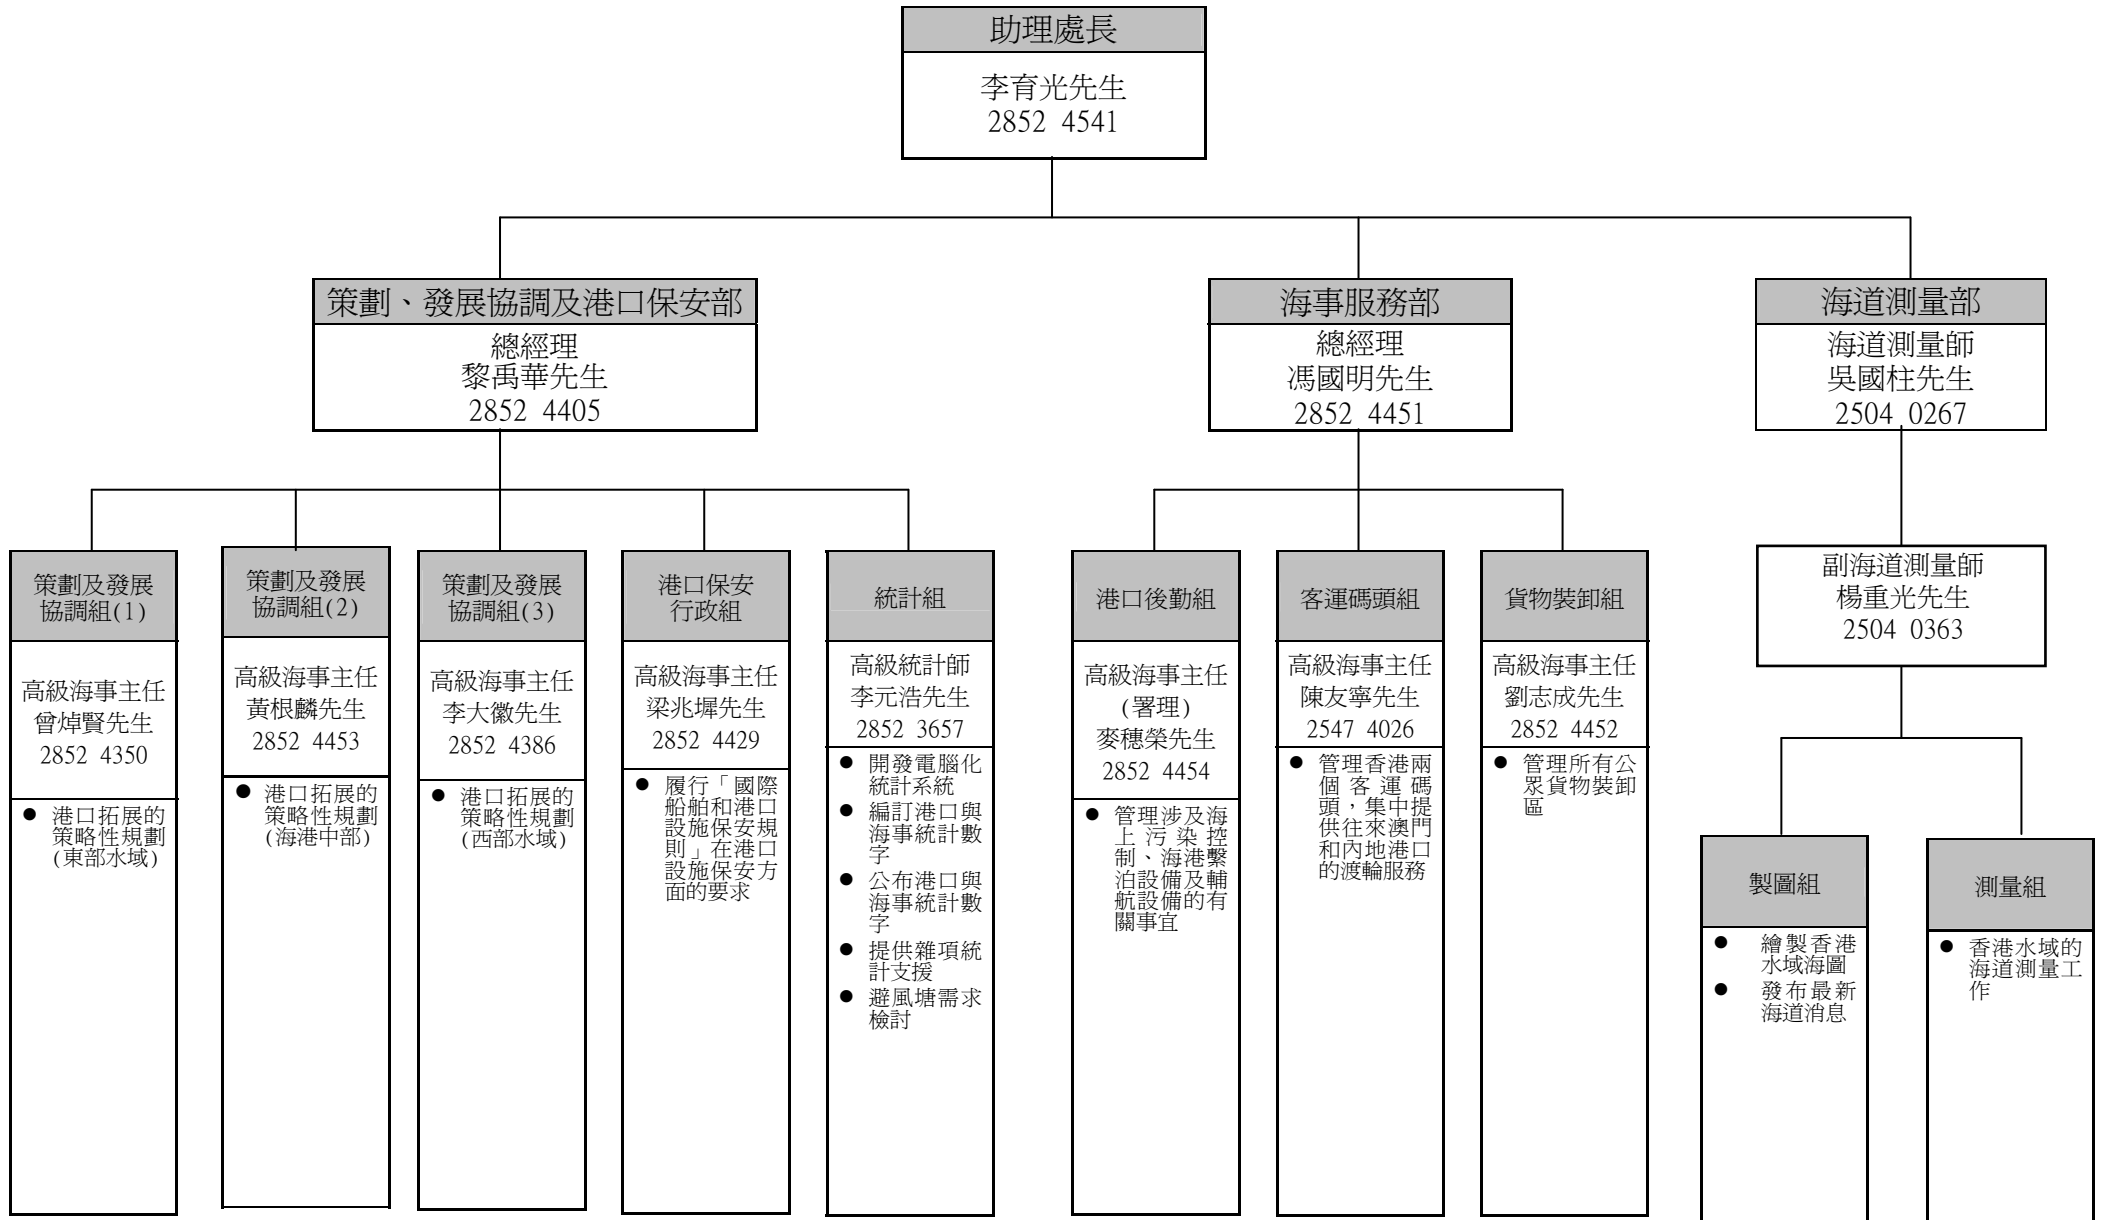 助理處長
李育光先生
2852 4541
策劃、發展協調及港口保安部
總經理
黎禹華先生
2852 4405
海事服務部
總經理
馮國明先生
2852 4451
海道測量部
海道測量師
吳國柱先生
2504 0267
策劃及發展
協調組(1)
高級海事主任
曾焯賢先生
2852 4350
● 港口拓展的
策略性規劃
(東部水域)
策劃及發展
協調組(2)
高級海事主任
黃根麟先生
2852 4453
● 港口拓展的
策略性規劃
(海港中部)
策劃及發展
協調組(3)
高級海事主任
李大徽先生
2852 4386
● 港口拓展的
策略性規劃
(西部水域)
港口保安
行政組
高級海事主任
梁兆墀先生
2852 4429
● 履行「國際
船舶和港口
設施保安規
則」在港口
設施保安方
面的要求
統計組
高級統計師
李元浩先生
2852 3657
● 開發電腦化
統計系統
● 編訂港口與
海事統計數
字
● 公布港口與
海事統計數
字
● 提供雜項統
計支援
● 避風塘需求
檢討
港口後勤組
高級海事主任
(署理)
麥穗榮先生
2852 4454
● 管理涉及海
上污染控
制、海港繫
泊設備及輔
航設備的有
關事宜
客運碼頭組
高級海事主任
陳友寧先生
2547 4026
● 管理香港兩
個客運碼
頭，集中提
供往來澳門
和內地港口
的渡輪服務
貨物裝卸組
高級海事主任
劉志成先生
2852 4452
● 管理所有公
眾貨物裝卸
區
副海道測量師
楊重光先生
2504 0363
製圖組
● 繪製香港
水域海圖
● 發布最新
海道消息
測量組
● 香港水域的
海道測量工
作